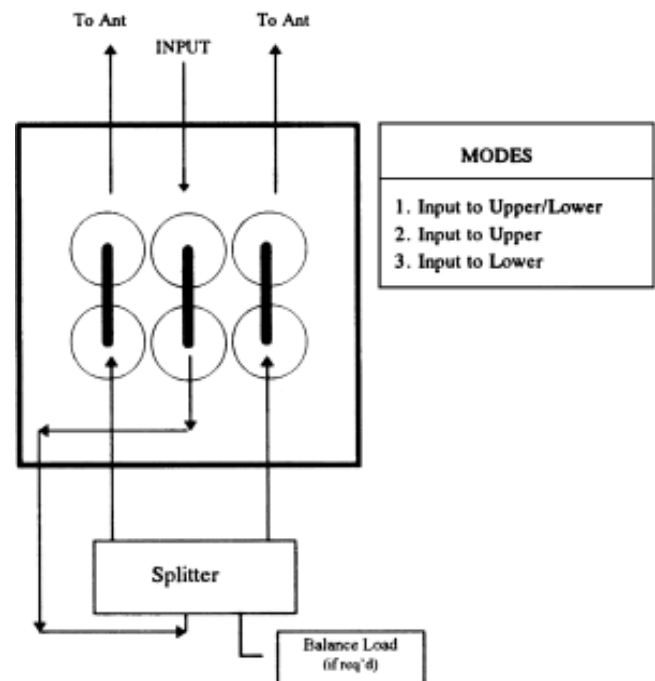 To Ant
INPUT
To Ant
MODES
1. Input to Upper/Lower
2. Input to Upper
3. Input to Lower
Splitter
Balance Load
(if req'd)